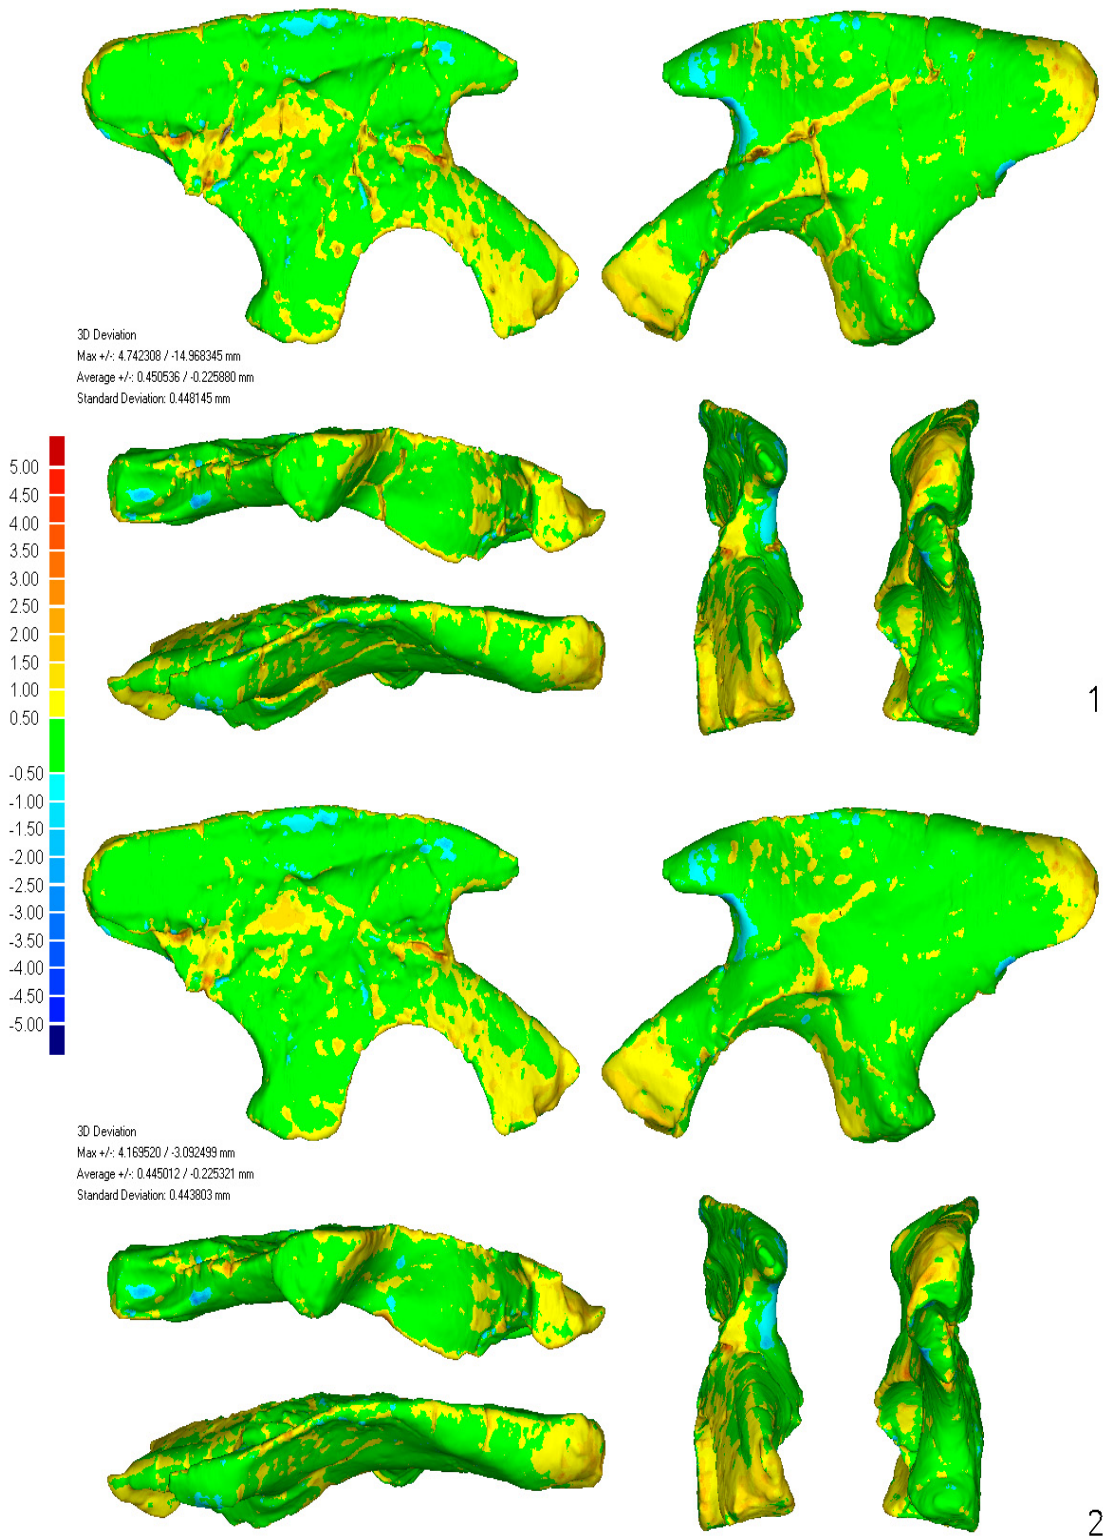 3D Deviation
Max +/-: 4.742308 / -14.968345 mm
Average +/-: 0.450536 / -0.225880 mm
Standard Deviation: 0.448145 mm
5.00
4.50
4.00
3.50
3.00
2.50
2.00
1.50
1.00
0.50
-0.50
-1.00
-1.50
-2.00
-2.50
-3.00
-3.50
-4.00
-4.50
-5.00
1
3D Deviation
Max +/-: 4.169520 / -3.092499 mm
Average +/-: 0.445012 / -0.225321 mm
Standard Deviation: 0.443803 mm
2